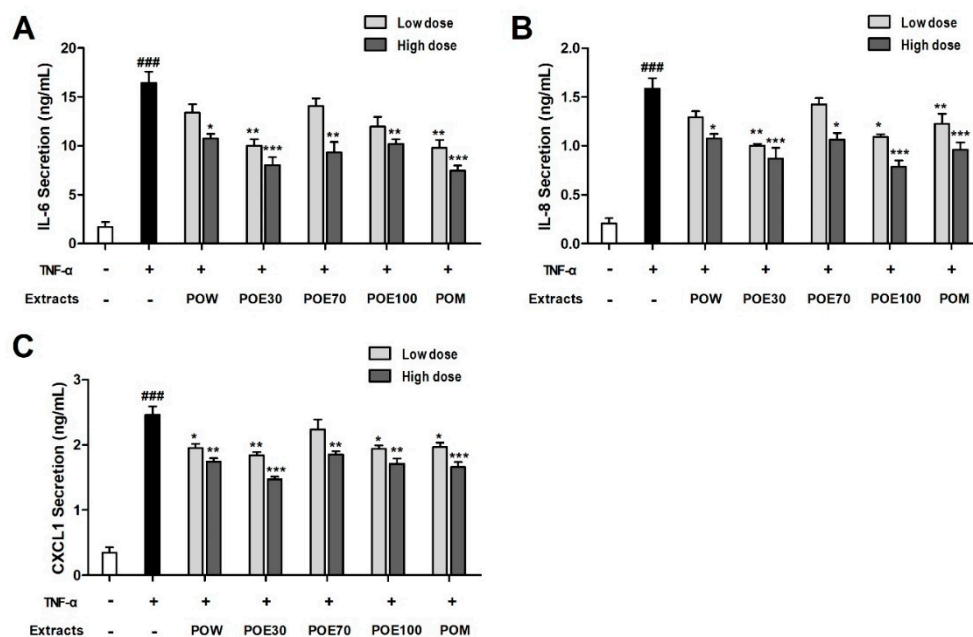 A
Low dose
High dose
IL-6 Secretion (ng/mL)
20
15
10
5
0
###
*
**
***
**
**
**
***
TNF-α - + + + + + +
Extracts - - POW POE30 POE70 POE100 POM
B
Low dose
High dose
IL-8 Secretion (ng/mL)
2.0
1.5
1.0
0.5
0.0
###
*
**
***
*
*
***
**
***
TNF-α - + + + + + +
Extracts - - POW POE30 POE70 POE100 POM
C
Low dose
High dose
CXCL1 Secretion (ng/mL)
3
2
1
0
###
*
**
**
***
**
*
**
*
***
TNF-α - + + + + + +
Extracts - - POW POE30 POE70 POE100 POM